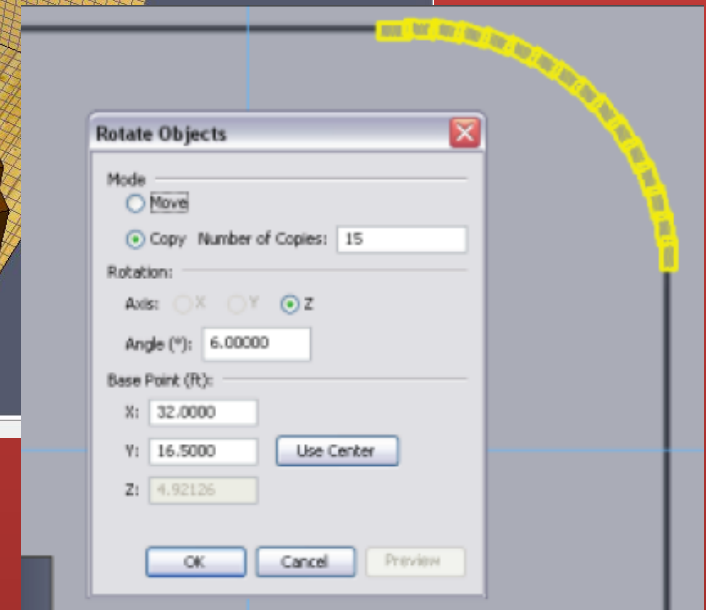 Rotate Objects
Mode
Move
Copy Number of Copies: 15
Rotation:
Axis: X Y Z
Angle (°): 6.00000
Base Point (ft):
X: 32.0000
Y: 16.5000 Use Center
Z: 4.92126
OK Cancel Preview